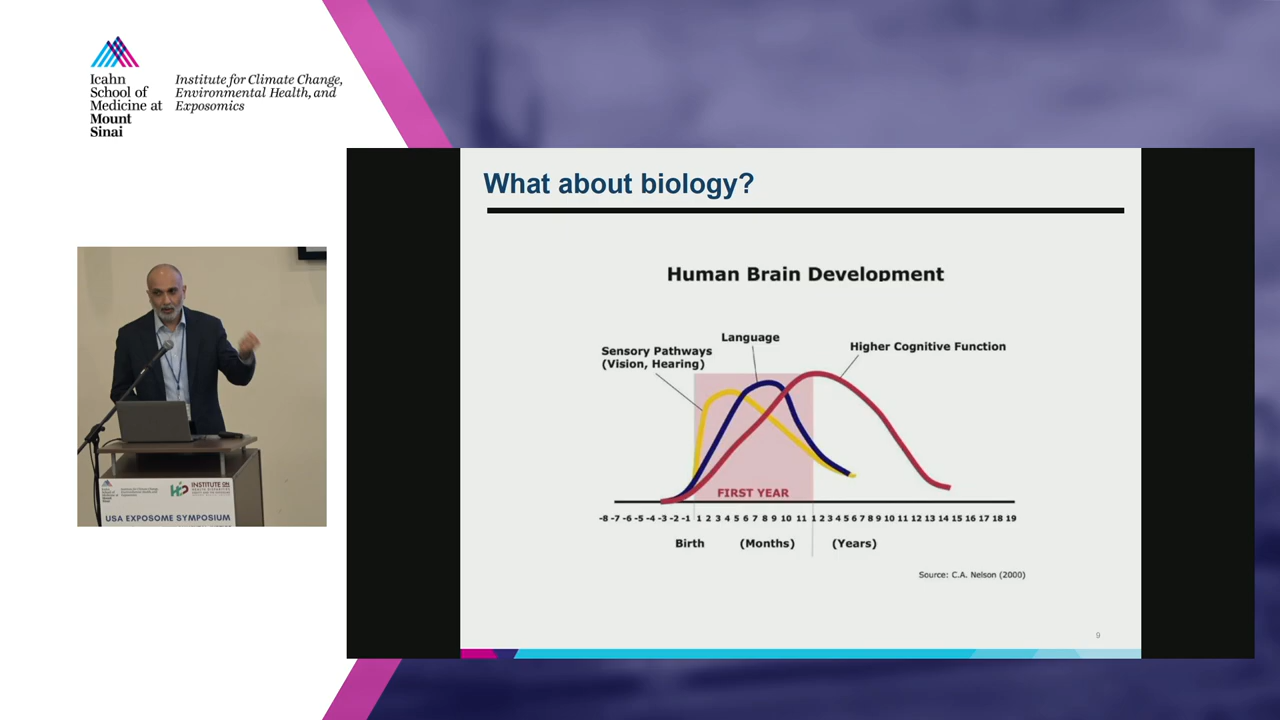 Icahn
School of
Medicine at
Mount
Sinai
Institute for Climate Change,
Environmental Health, and
Exposomics
What about biology?
Human Brain Development
Language
Sensory Pathways
(Vision, Hearing)
Higher Cognitive Function
FIRST YEAR
-8 -7 -6 -5 -4 -3 -2 -1 1 2 3 4 5 6 7 8 9 10 11 1 2 3 4 5 6 7 8 9 10 11 12 13 14 15 16 17 18 19
Birth (Months) (Years)
Source: C.A. Nelson (2000)
9
INSTITUTE
USA EXPOSOME SYMPOSIUM